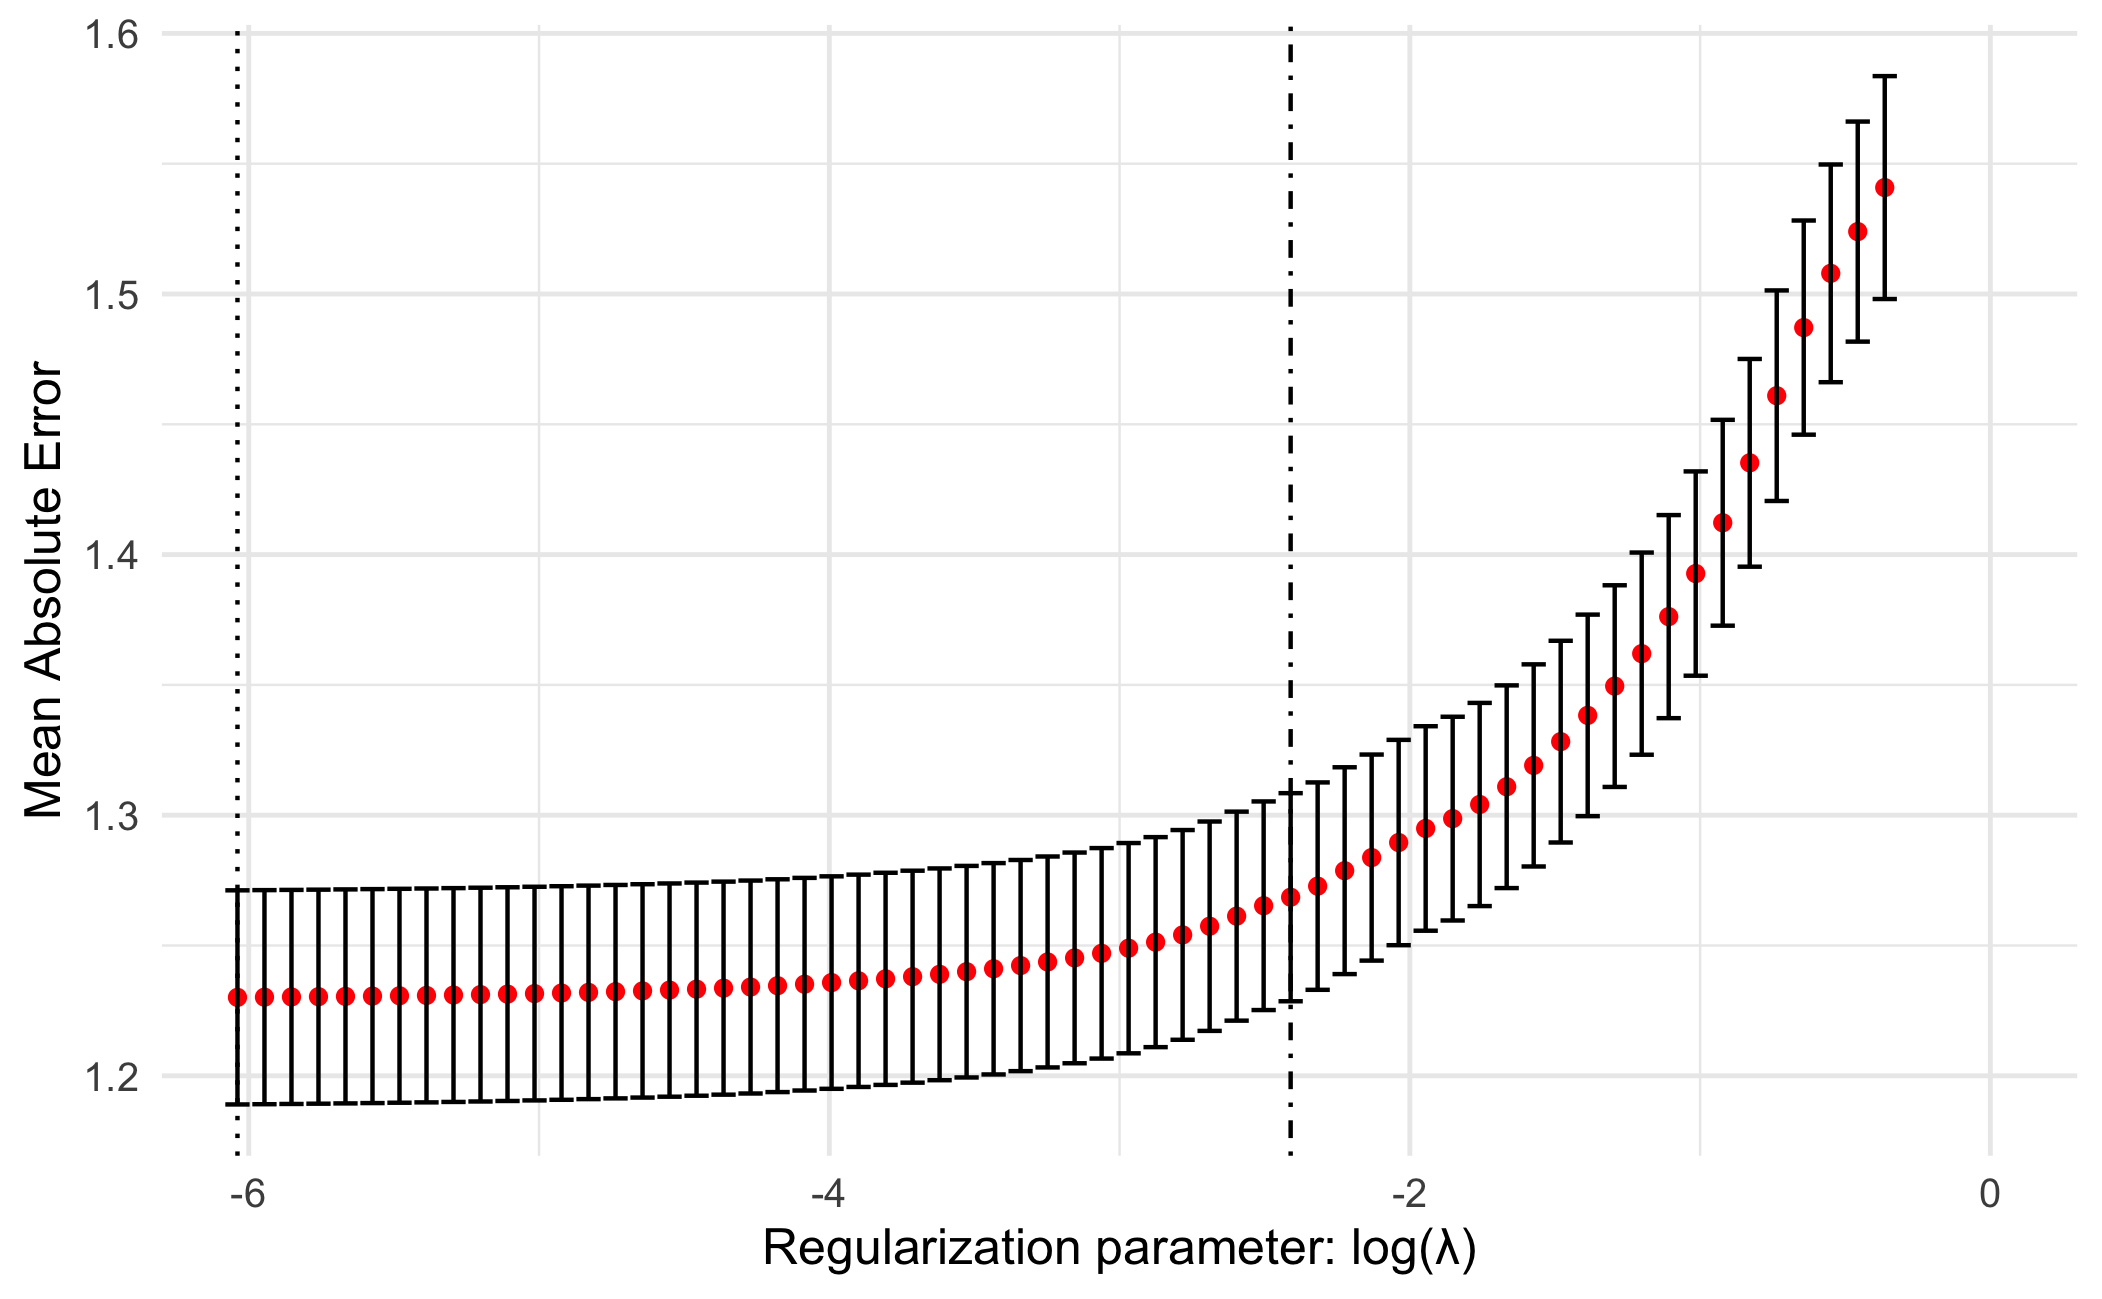 1.6
1.5
1.4
1.3
1.2
Mean Absolute Error
-6 -4 -2 0
Regularization parameter: log(λ)